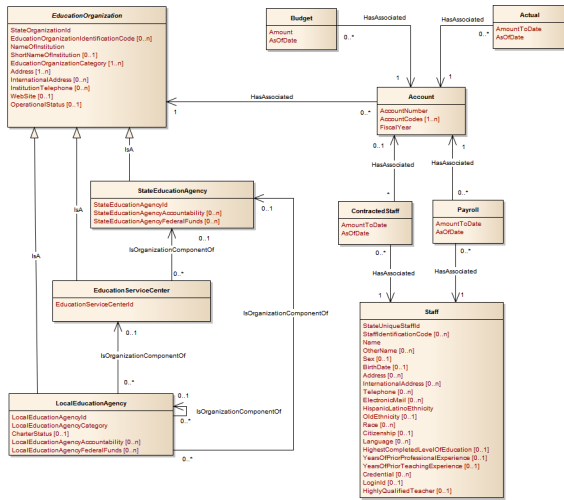 EducationOrganization
StateOrganizationId
EducationOrganizationIdentificationCode [0..n]
NameOfInstitution
ShortNameOfInstitution [0..1]
EducationOrganizationCategory [1..n]
Address [1..n]
InternationalAddress [0..n]
InstitutionTelephone [0..n]
WebSite [0..1]
OperationalStatus [0..1]
Budget
Amount
AsOfDate
HasAssociated
0..*
1
Actual
AmountToDate
AsOfDate
HasAssociated
0..*
1
HasAssociated
1
0..*
Account
AccountNumber
AccountCodes [1..n]
FiscalYear
0..*
1
HasAssociated
HasAssociated
*
0..*
ContractedStaff
AmountToDate
AsOfDate
Payroll
AmountToDate
AsOfDate
0..*
0..*
HasAssociated
HasAssociated
1
1
IsA
IsA
IsA
StateEducationAgency
StateEducationAgencyId
StateEducationAgencyAccountability [0..n]
StateEducationAgencyFederalFunds [0..n]
0..1
0..1
IsOrganizationComponentOf
0..*
EducationServiceCenter
EducationServiceCenterId
0..1
IsOrganizationComponentOf
0..*
IsOrganizationComponentOf
LocalEducationAgency
LocalEducationAgencyId
LocalEducationAgencyCategory
CharterStatus [0..1]
LocalEducationAgencyAccountability [0..n]
LocalEducationAgencyFederalFunds [0..n]
0..1
IsOrganizationComponentOf
0..*
0..*
Staff
StateUniqueStaffId
StaffIdentificationCode [0..n]
Name
OtherName [0..n]
Sex [0..1]
BirthDate [0..1]
Address [0..n]
InternationalAddress [0..n]
Telephone [0..n]
ElectronicMail [0..n]
HispanicLatinoEthnicity
OldEthnicity [0..1]
Race [0..n]
Citizenship [0..1]
Language [0..n]
HighestCompletedLevelOfEducation [0..1]
YearsOfPriorProfessionalExperience [0..1]
YearsOfPriorTeachingExperience [0..1]
Credential [0..n]
LoginId [0..1]
HighlyQualifiedTeacher [0..1]